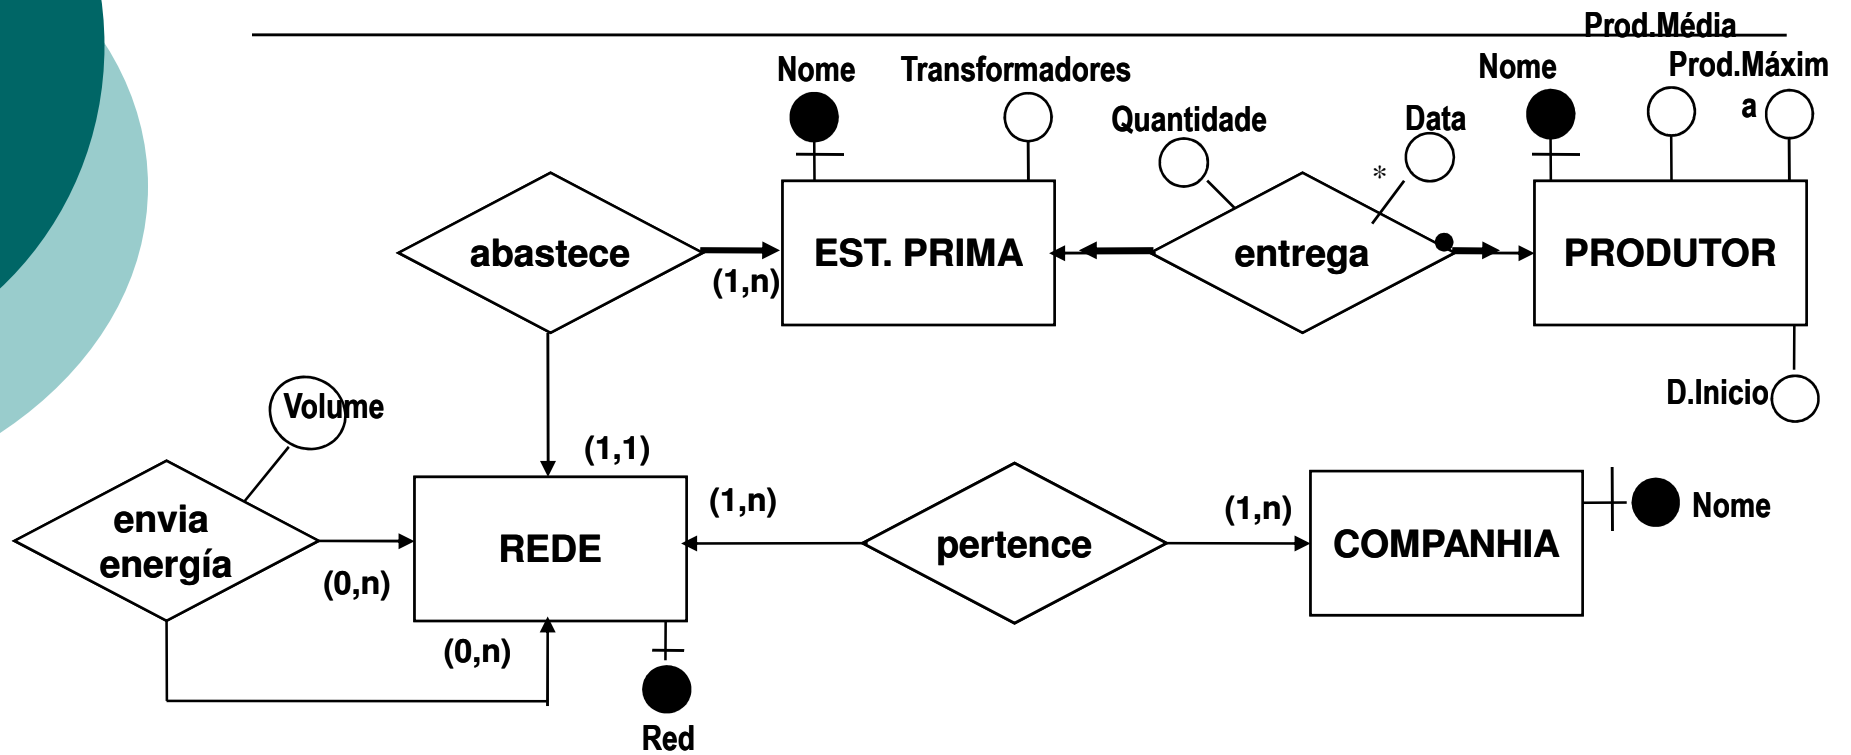 Prod.Média
Nome
Transformadores
Nome
Prod.Máxim
a
Quantidade
Data
*
abastece
EST. PRIMA
entrega
PRODUTOR
(1,n)
D.Inicio
Volume
(1,1)
(1,n)
(1,n)
Nome
envia
energía
REDE
pertence
COMPANHIA
(0,n)
(0,n)
Red